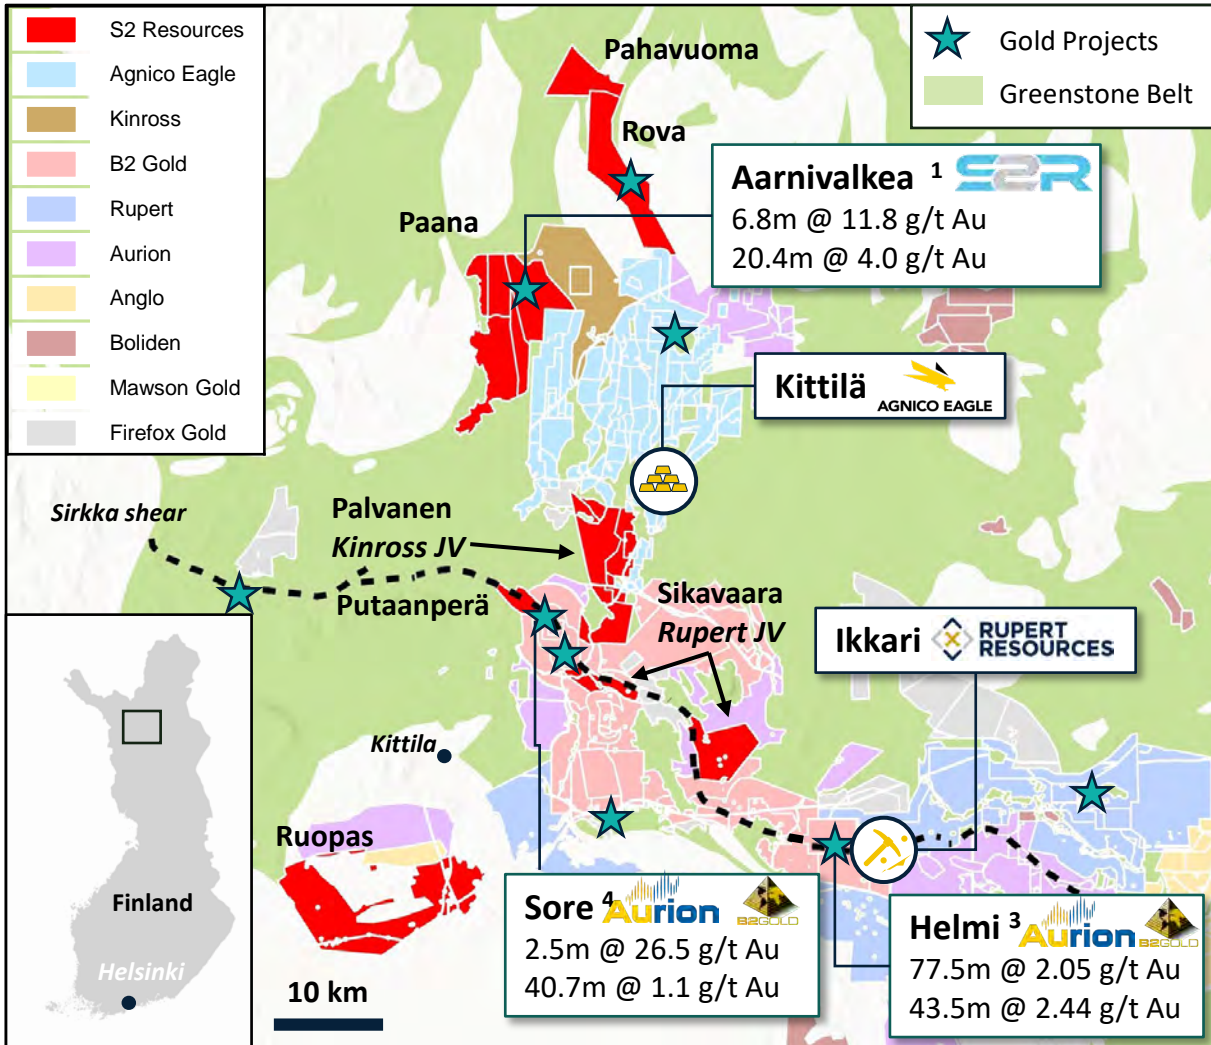 S2 Resources
Agnico Eagle
Kinross
B2 Gold
Rupert
Aurion
Anglo
Boliden
Mawson Gold
Firefox Gold
Gold Projects
Greenstone Belt
Pahavuoma
Rova
Aarnivalkea 1 S2R
6.8m @ 11.8 g/t Au
20.4m @ 4.0 g/t Au
Paana
Kittilä
AGNICO EAGLE
Sirkka shear
Palvanen
Kinross JV
Putaanperä
Sikavaara
Rupert JV
Ikkari RUPERT
RESOURCES
Kittila
Ruopas
Finland
Helsinki
10 km
Sore 4 Aurion B2GOLD
2.5m @ 26.5 g/t Au
40.7m @ 1.1 g/t Au
Helmi 3 Aurion B2GOLD
77.5m @ 2.05 g/t Au
43.5m @ 2.44 g/t Au